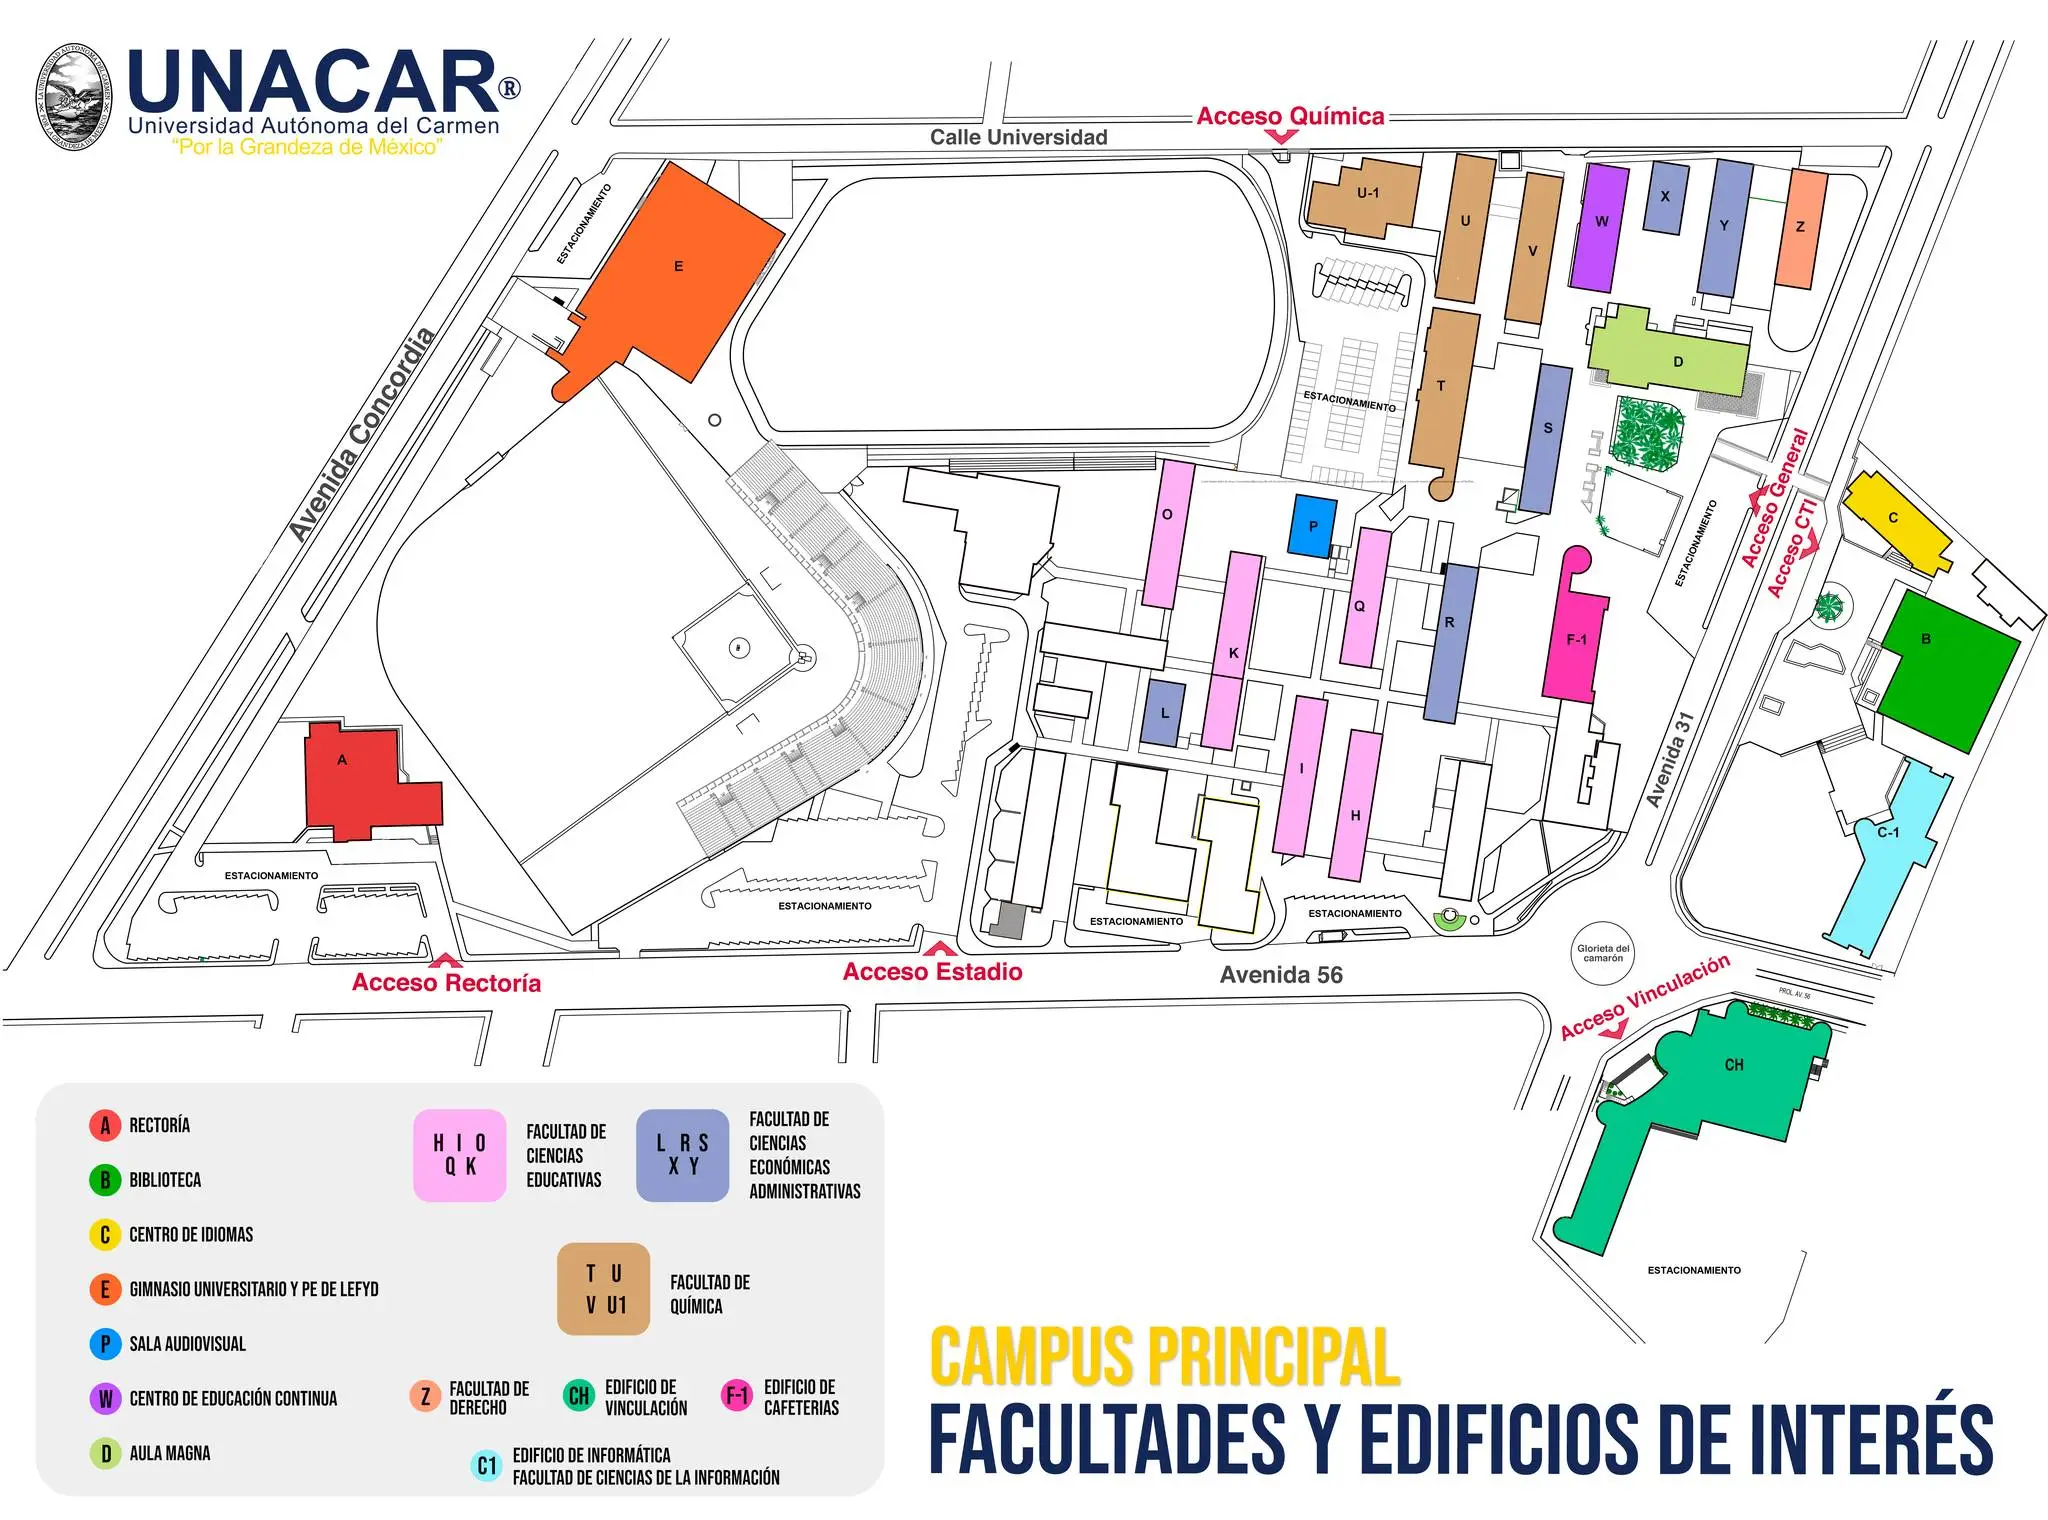 UNACAR®
Universidad Autónoma del Carmen
"Por la Grandeza de México"
Calle Universidad
Acceso Química
ESTACIONAMIENTO
E
U-1
U
V
W
X
Y
Z
D
T
S
ESTACIONAMIENTO
Avenida Concordia
Acceso General
Acceso CTI
ESTACIONAMIENTO
C
O
P
Q
K
R
F-1
B
L
I
H
A
Avenida 31
C-1
ESTACIONAMIENTO
ESTACIONAMIENTO
ESTACIONAMIENTO
ESTACIONAMIENTO
Glorieta del
camarón
Acceso Rectoría
Acceso Estadio
Avenida 56
Acceso Vinculación
PROL. AV. 56
CH
ESTACIONAMIENTO
A RECTORÍA
B BIBLIOTECA
C CENTRO DE IDIOMAS
E GIMNASIO UNIVERSITARIO Y PE DE LEFYD
P SALA AUDIOVISUAL
W CENTRO DE EDUCACIÓN CONTINUA
D AULA MAGNA
H I O
Q K
FACULTAD DE
CIENCIAS
EDUCATIVAS
L R S
X Y
FACULTAD DE
CIENCIAS
ECONÓMICAS
ADMINISTRATIVAS
T U
V U1
FACULTAD DE
QUÍMICA
Z FACULTAD DE
DERECHO
CH EDIFICIO DE
VINCULACIÓN
F-1 EDIFICIO DE
CAFETERIAS
C1 EDIFICIO DE INFORMÁTICA
FACULTAD DE CIENCIAS DE LA INFORMACIÓN
CAMPUS PRINCIPAL
FACULTADES Y EDIFICIOS DE INTERÉS